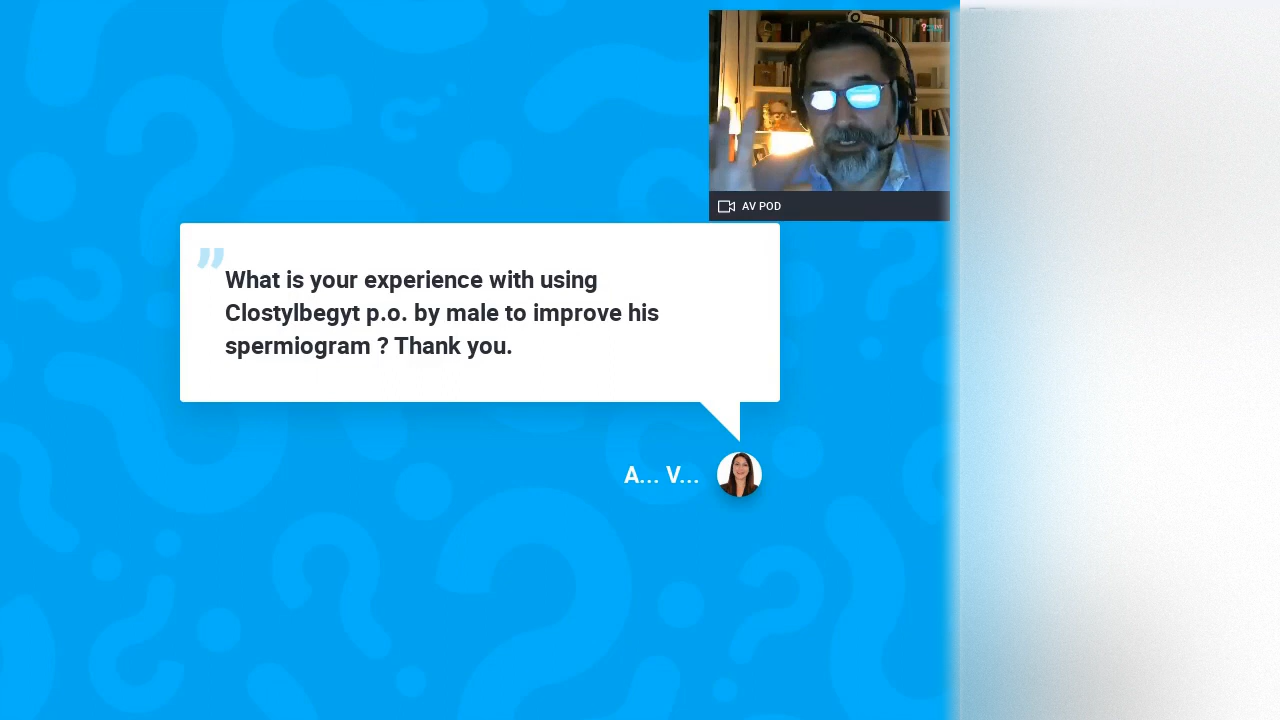 AV POD
”
What is your experience with using
Clostylbegyt p.o. by male to improve his
spermiogram ? Thank you.
A... V...